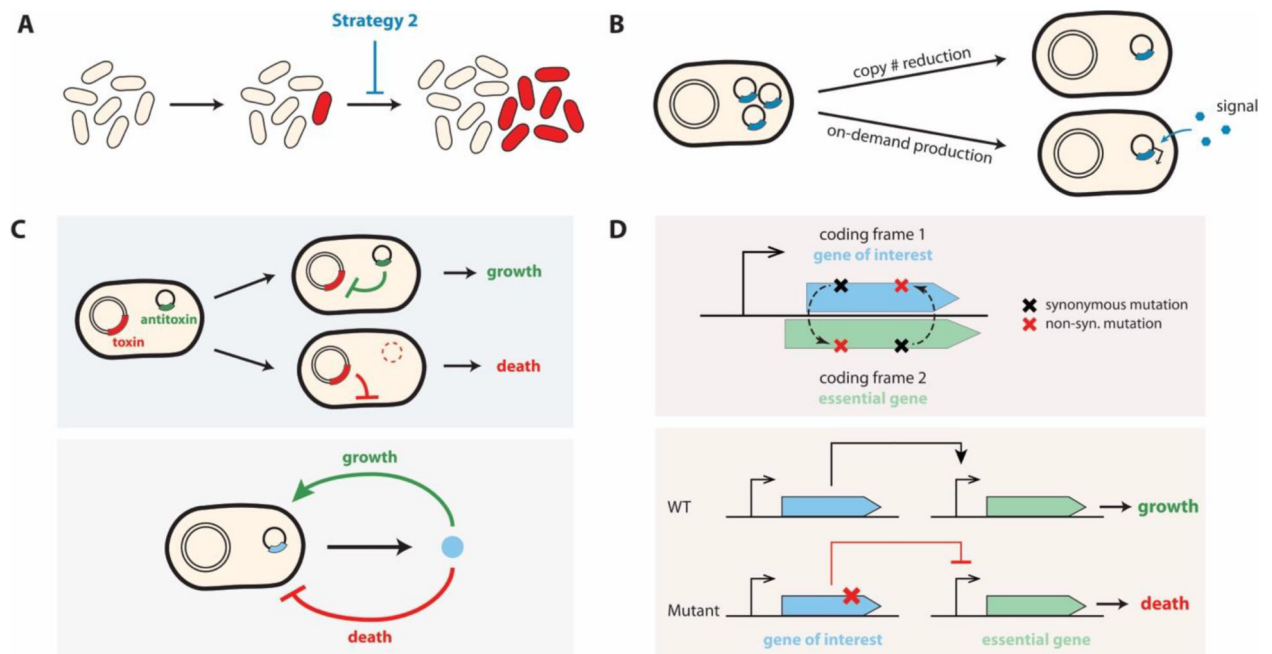 A
Strategy 2
B
copy # reduction
on-demand production
signal
C
antitoxin
toxin
growth
death
growth
death
D
coding frame 1
gene of interest
synonymous mutation
non-syn. mutation
coding frame 2
essential gene
WT
growth
Mutant
death
gene of interest
essential gene